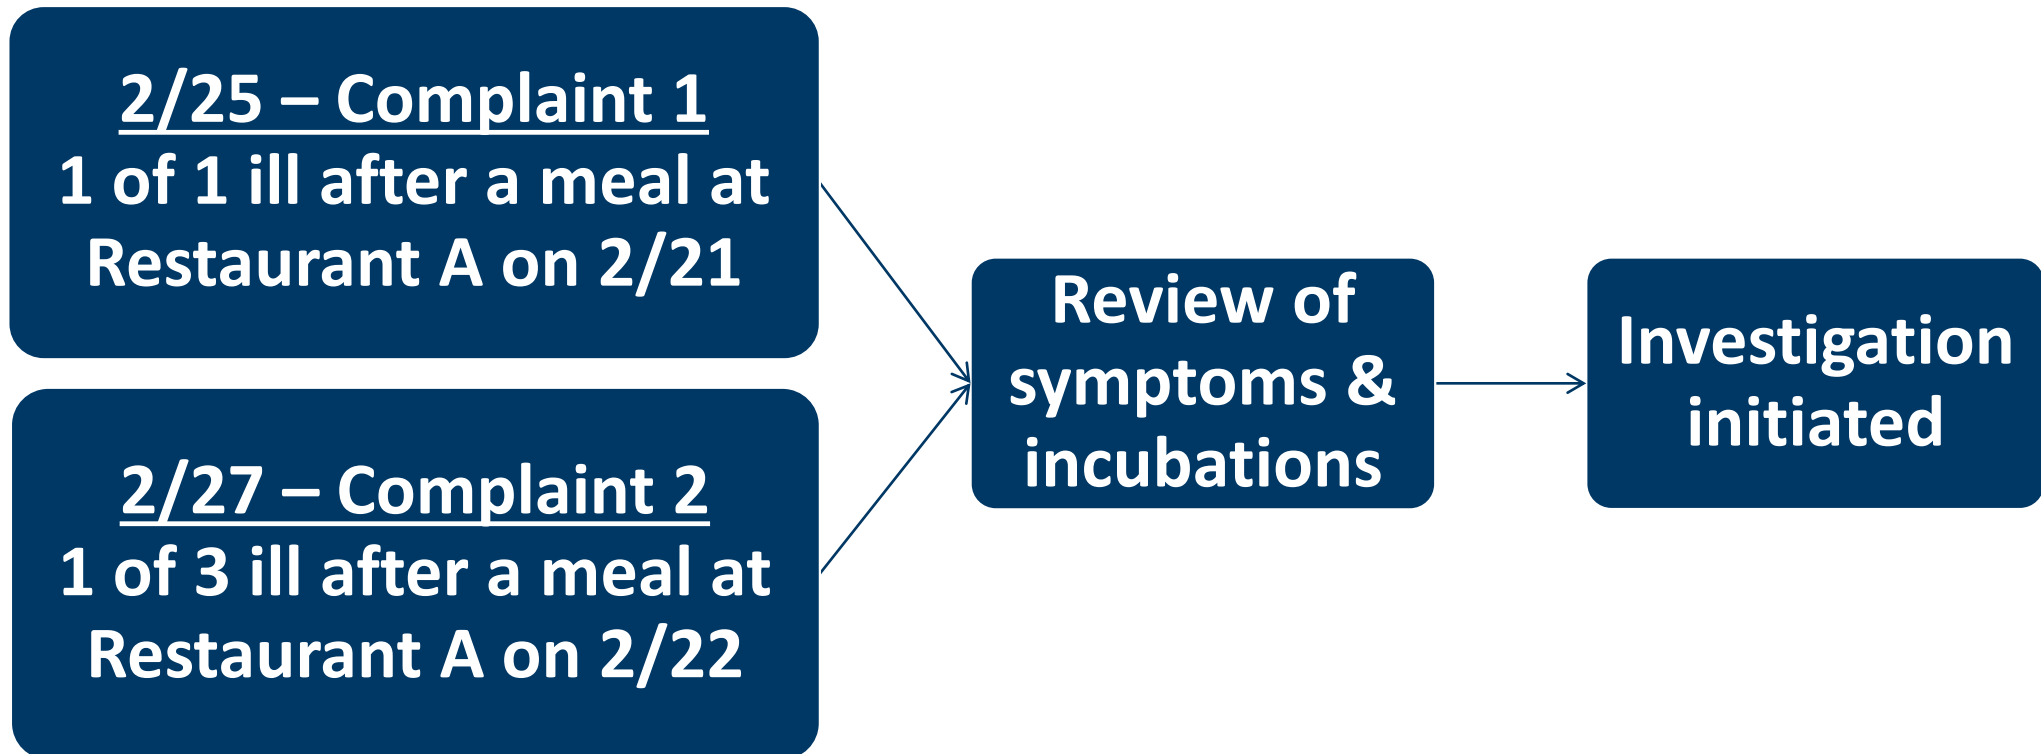 2/25 – Complaint 1
1 of 1 ill after a meal at
Restaurant A on 2/21
2/27 – Complaint 2
1 of 3 ill after a meal at
Restaurant A on 2/22
Review of
symptoms &
incubations
Investigation
initiated